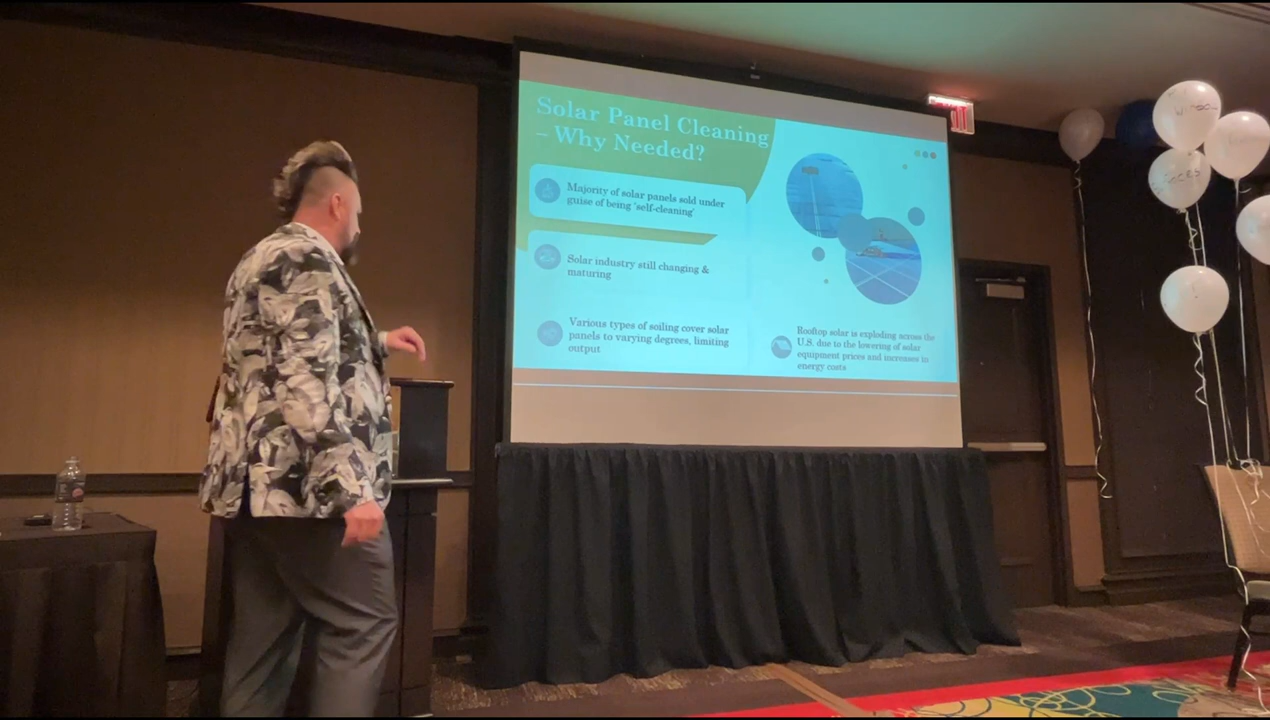 Solar Panel Cleaning
– Why Needed?
Majority of solar panels sold under
guise of being 'self-cleaning'
Solar industry still changing &
maturing
Various types of soiling cover solar
panels to varying degrees, limiting
output
Rooftop solar is exploding across the
U.S. due to the lowering of solar
equipment prices and increases in
energy costs